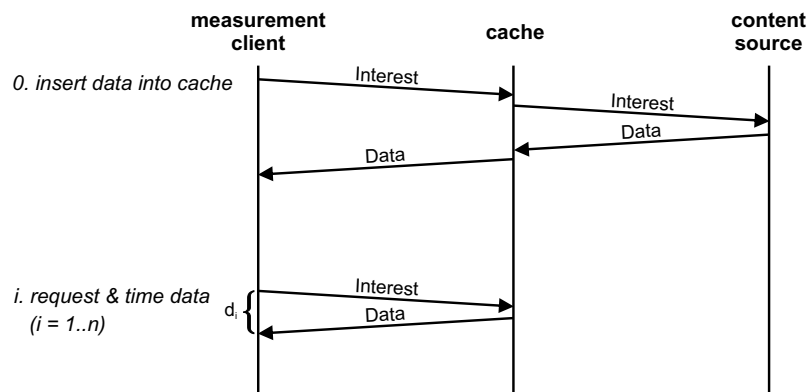 measurement
client
cache
content
source
0. insert data into cache
Interest
Interest
Data
Data
i. request & time data
(i = 1..n)
dᵢ
Interest
Data